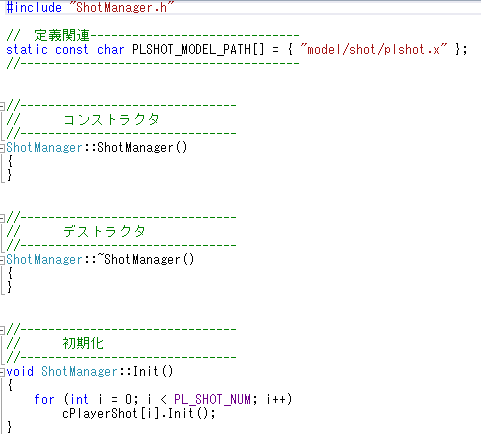 #include "ShotManager.h"
// 定義関連------------------------------
static const char PLSHOT_MODEL_PATH[] = { "model/shot/plshot.x" };
//----------------------------------------
//-------------------------------
// コンストラクタ
//-------------------------------
ShotManager::ShotManager()
{
}
//-------------------------------
// デストラクタ
//-------------------------------
ShotManager::~ShotManager()
{
}
//-------------------------------
// 初期化
//-------------------------------
void ShotManager::Init()
{
for (int i = 0; i < PL_SHOT_NUM; i++)
cPlayerShot[i].Init();
}